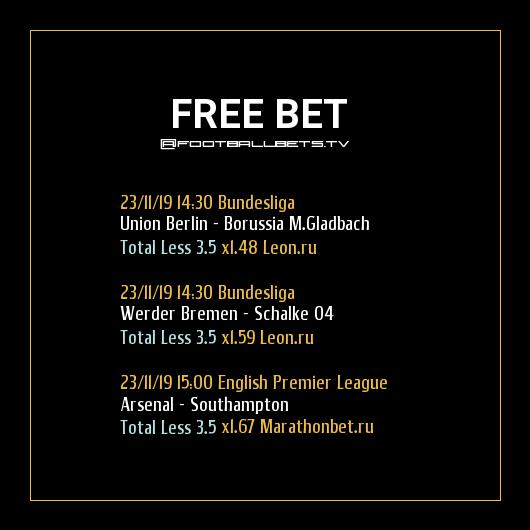 FREE BET
@FOOTBALLBETS.TV
23/11/19 14:30 Bundesliga
Union Berlin - Borussia M.Gladbach
Total Less 3.5 x1.48 Leon.ru
23/11/19 14:30 Bundesliga
Werder Bremen - Schalke 04
Total Less 3.5 x1.59 Leon.ru
23/11/19 15:00 English Premier League
Arsenal - Southampton
Total Less 3.5 x1.67 Marathonbet.ru